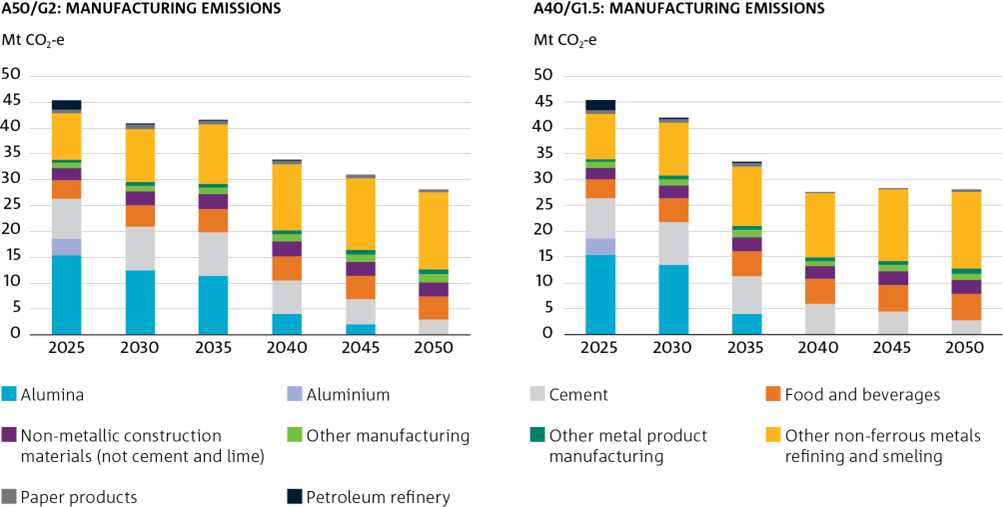 A50/G2: MANUFACTURING EMISSIONS
Mt CO₂-e
50
45
40
35
30
25
20
15
10
5
0
2025 2030 2035 2040 2045 2050
A40/G1.5: MANUFACTURING EMISSIONS
Mt CO₂-e
50
45
40
35
30
25
20
15
10
5
0
2025 2030 2035 2040 2045 2050
Alumina
Aluminium
Cement
Food and beverages
Non-metallic construction
materials (not cement and lime)
Other manufacturing
Other metal product
manufacturing
Other non-ferrous metals
refining and smeling
Paper products
Petroleum refinery